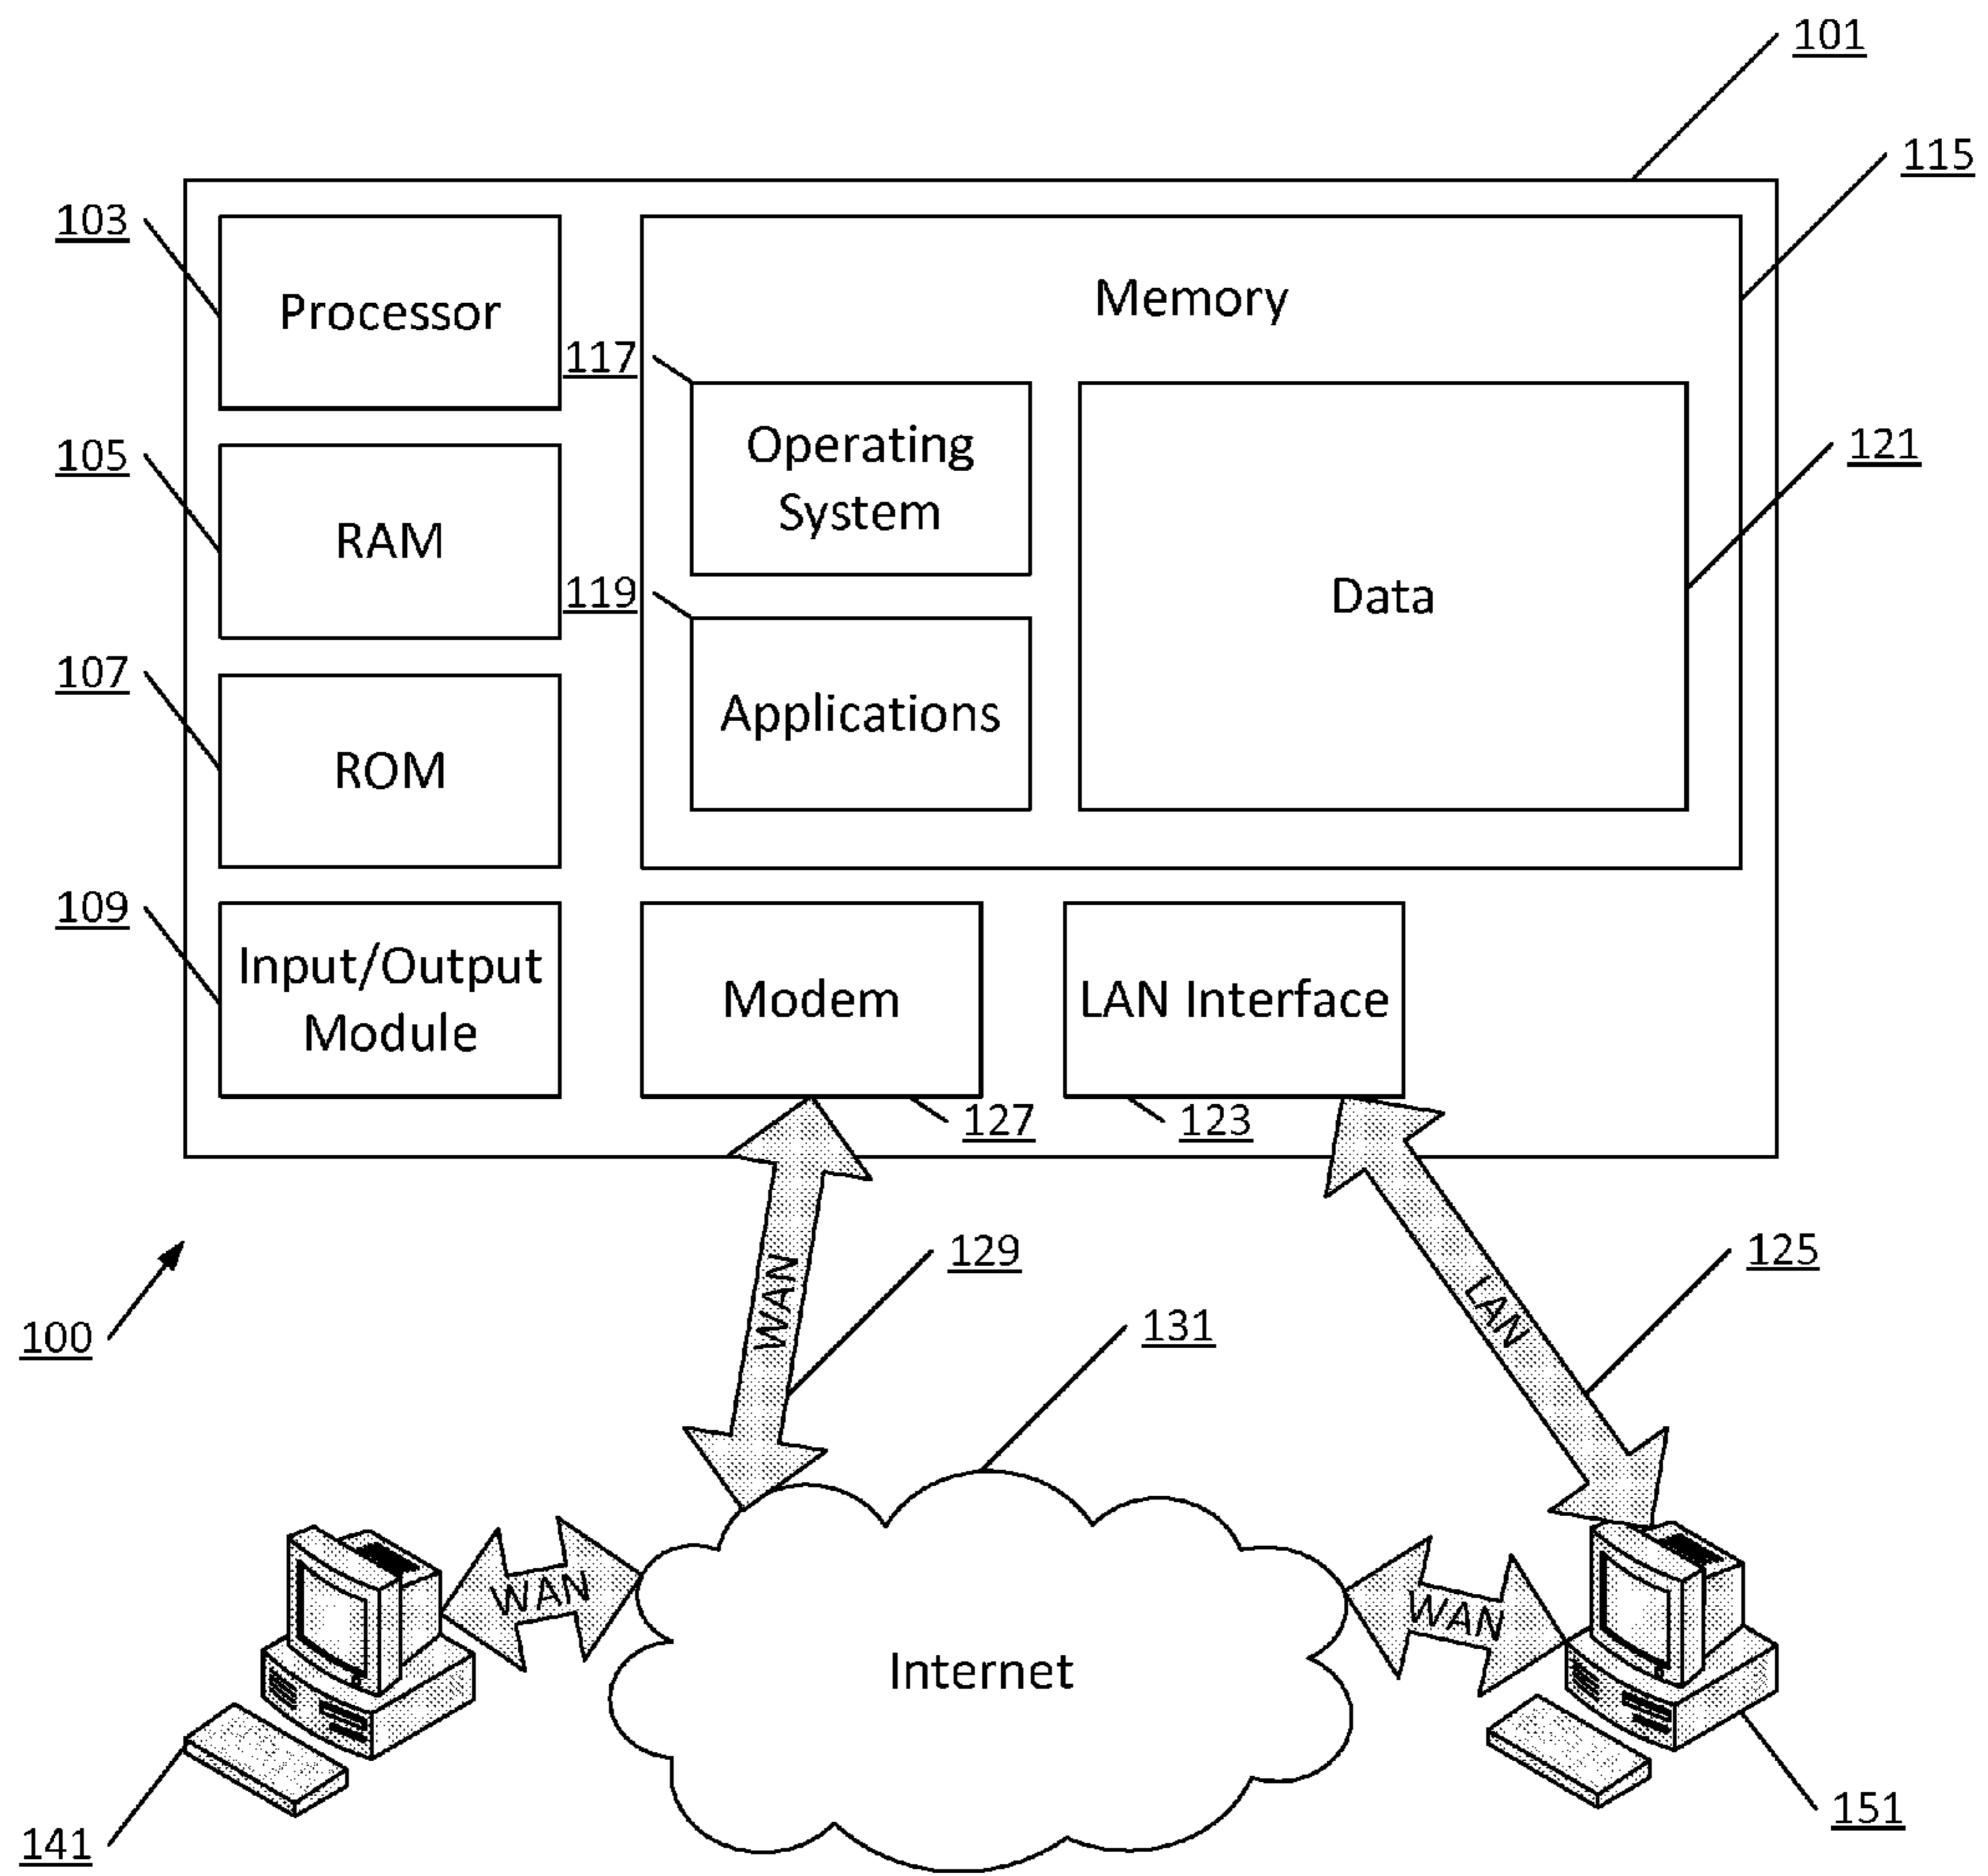 101
115
103
Processor
Memory
117
Operating
System
105
RAM
121
Data
119
Applications
107
ROM
109
Input/Output
Module
Modem
LAN Interface
127
123
129
125
WAN
LAN
100
131
WAN
WAN
Internet
141
151